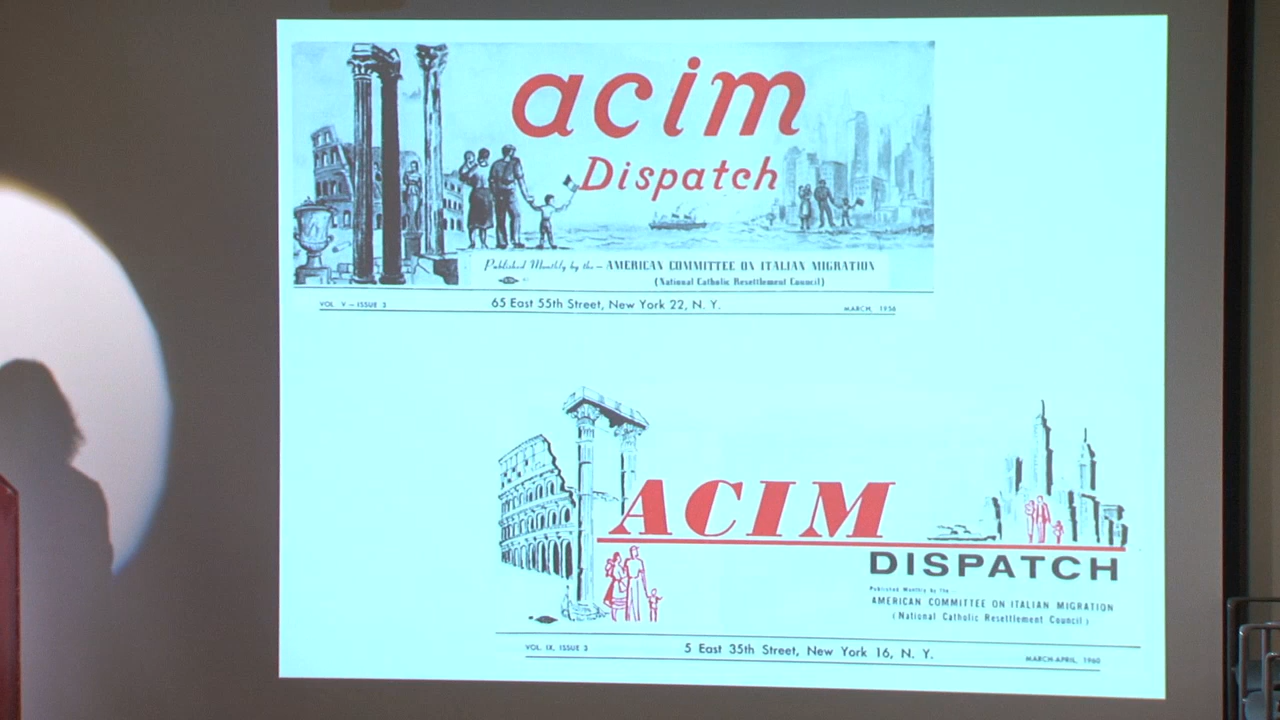 acim
Dispatch
Published Monthly by the — AMERICAN COMMITTEE ON ITALIAN MIGRATION
(National Catholic Resettlement Council)
VOL V — ISSUE 3 65 East 55th Street, New York 22, N. Y. MARCH, 1956
ACIM
DISPATCH
Published Monthly by the
AMERICAN COMMITTEE ON ITALIAN MIGRATION
(National Catholic Resettlement Council)
VOL. IX, ISSUE 3 5 East 35th Street, New York 16, N. Y. MARCH-APRIL, 1960